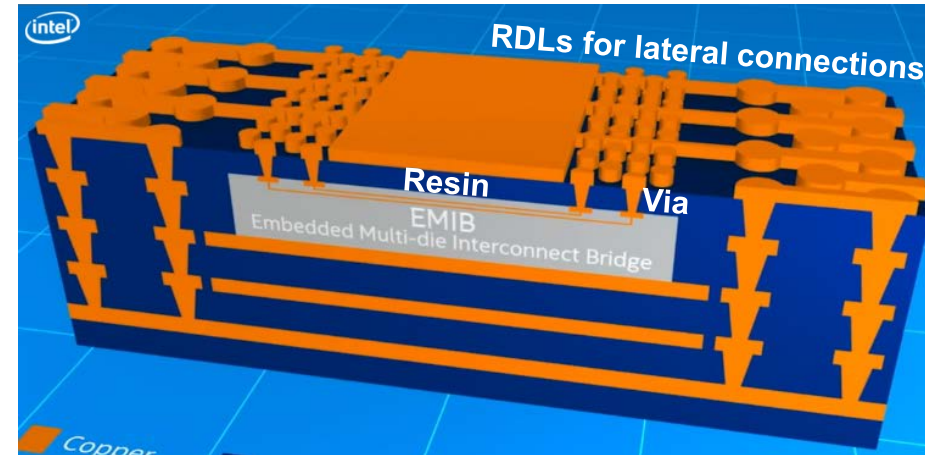 intel
RDLs for lateral connections
Resin
Via
EMIB
Embedded Multi-die Interconnect Bridge
Copper